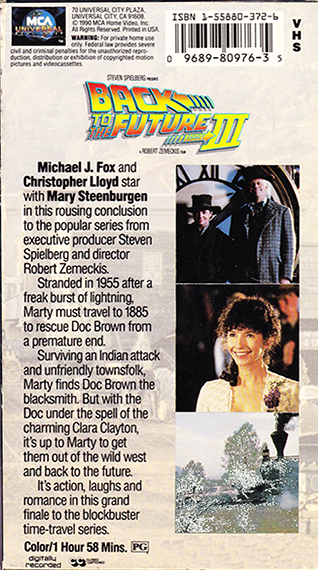 MCA
UNIVERSAL
70 UNIVERSAL CITY PLAZA,
UNIVERSAL CITY, CA 91608.
© 1990 MCA Home Video, Inc.
All Rights Reserved. Printed in USA.
WARNING: For private home use
only. Federal law provides severe
civil and criminal penalties for the unauthorized repro-
duction, distribution or exhibition of copyrighted motion
pictures and videocassettes.
ISBN 1-55880-372-6
0 9689-80976-3 5
VHS
STEVEN SPIELBERG PRESENTS
BACK
TO THE FUTURE
PART III
A ROBERT ZEMECKIS FILM
Michael J. Fox and
Christopher Lloyd star
with Mary Steenburgen
in this rousing conclusion
to the popular series from
executive producer Steven
Spielberg and director
Robert Zemeckis.
Stranded in 1955 after a
freak burst of lightning,
Marty must travel to 1885
to rescue Doc Brown from
a premature end.
Surviving an Indian attack
and unfriendly townsfolk,
Marty finds Doc Brown the
blacksmith. But with the
Doc under the spell of the
charming Clara Clayton,
it's up to Marty to get
them out of the wild west
and back to the future.
It's action, laughs and
romance in this grand
finale to the blockbuster
time-travel series.
Color/1 Hour 58 Mins. PG
digitally
recorded
CLOSED
CAPTIONED